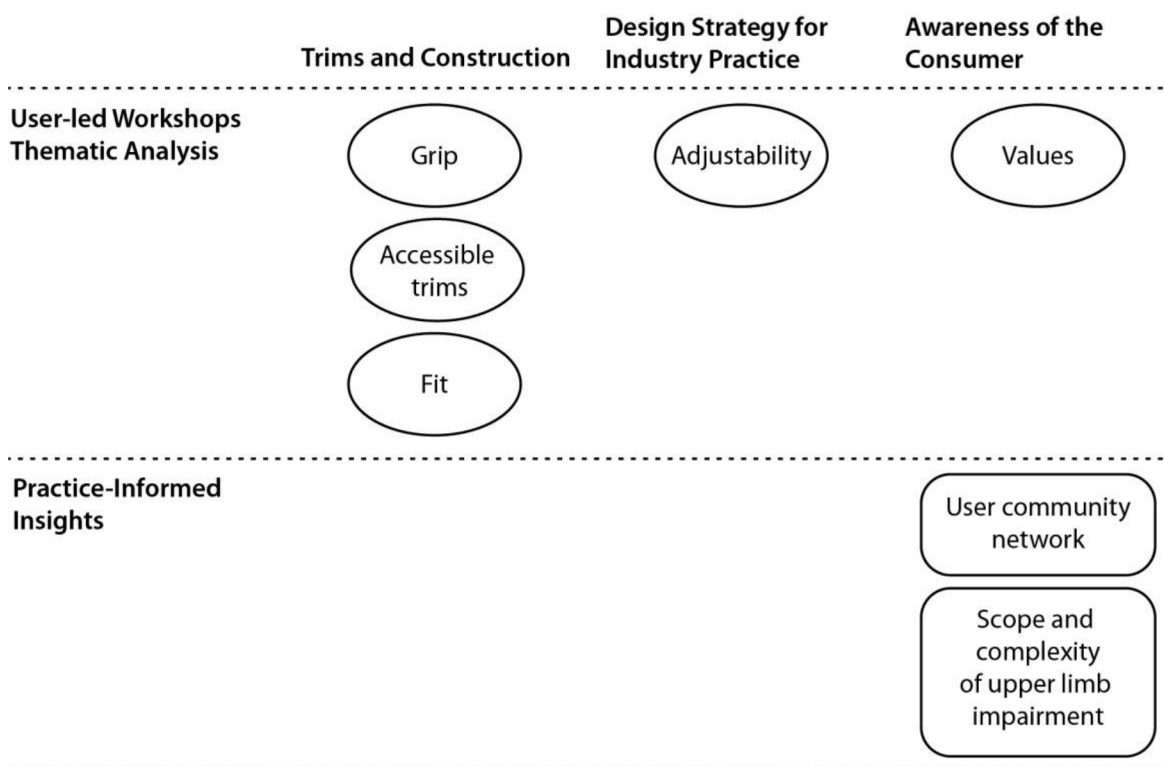 Trims and Construction
Design Strategy for
Industry Practice
Awareness of the
Consumer
User-led Workshops
Thematic Analysis
Grip
Adjustability
Values
Accessible
trims
Fit
Practice-Informed
Insights
User community
network
Scope and
complexity
of upper limb
impairment